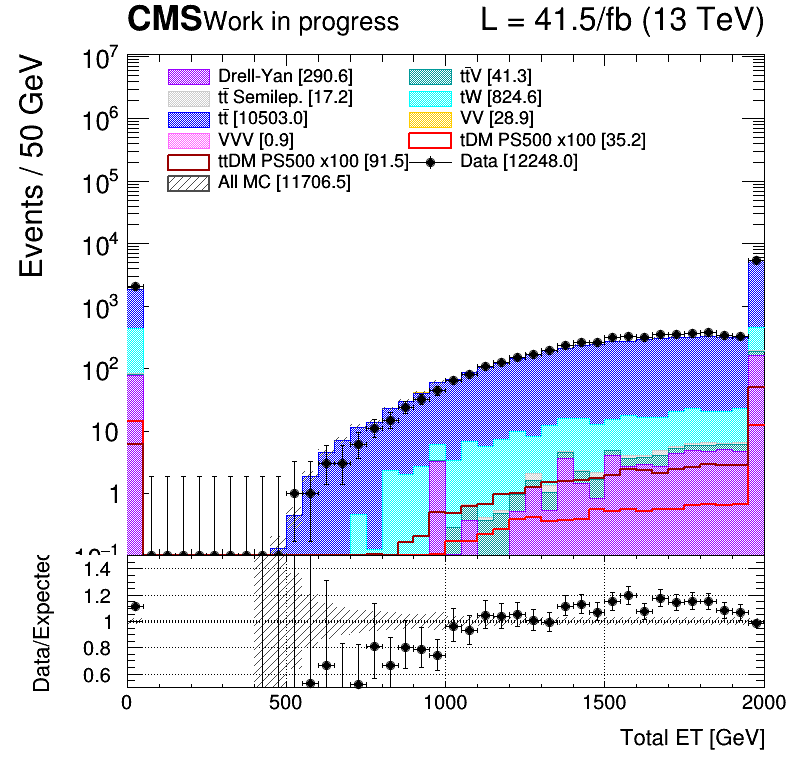 CMS Work in progress L = 41.5/fb (13 TeV)
Events / 50 GeV
10⁷
10⁶
10⁵
10⁴
10³
10²
10
1
10⁻¹
Drell-Yan [290.6] tt̄V [41.3]
tt̄ Semilep. [17.2] tW [824.6]
tt̄ [10503.0] VV [28.9]
VVV [0.9] tDM PS500 x100 [35.2]
ttDM PS500 x100 [91.5] Data [12248.0]
All MC [11706.5]
Data/Expected
1.4
1.2
1
0.8
0.6
0 500 1000 1500 2000
Total ET [GeV]